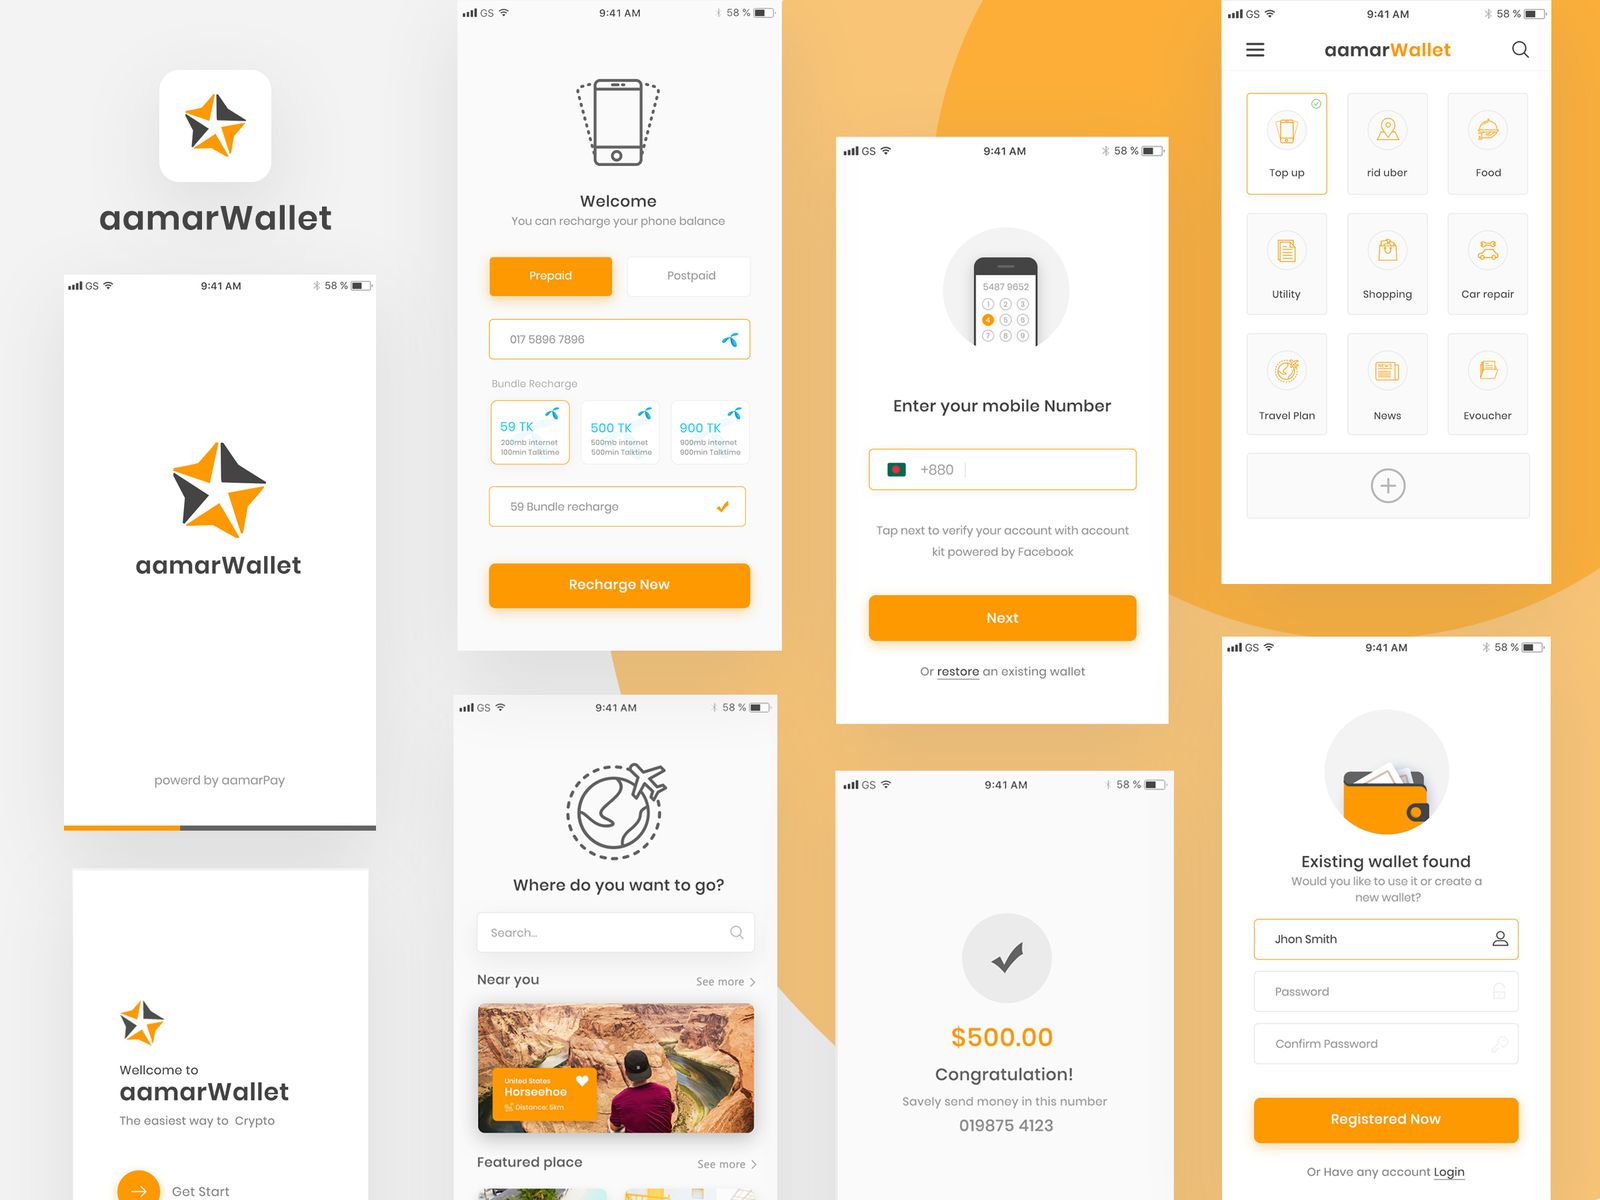 aamarWallet
GS
9:41 AM
58 %
aamarWallet
powerd by aamarPay
Wellcome to
aamarWallet
The easiest way to Crypto
Get Start
GS
9:41 AM
58 %
Welcome
You can recharge your phone balance
Prepaid
Postpaid
017 5896 7896
Bundle Recharge
59 TK
200mb internet
100min Talktime
500 TK
500mb internet
500min Talktime
900 TK
900mb internet
900min Talktime
59 Bundle recharge
Recharge New
GS
9:41 AM
58 %
Where do you want to go?
Search...
Near you
See more
United States
Horseehoe
Distance: 5km
Featured place
See more
GS
9:41 AM
58 %
5487 9652
1 2 3
4 5 6
7 8 9
Enter your mobile Number
+880
Tap next to verify your account with account
kit powered by Facebook
Next
Or restore an existing wallet
GS
9:41 AM
58 %
$500.00
Congratulation!
Savely send money in this number
019875 4123
GS
9:41 AM
58 %
aamarWallet
Top up
rid uber
Food
Utility
Shopping
Car repair
Travel Plan
NEWS
News
Evoucher
GS
9:41 AM
58 %
Existing wallet found
Would you like to use it or create a
new wallet?
Jhon Smith
Password
Confirm Password
Registered Now
Or Have any account Login